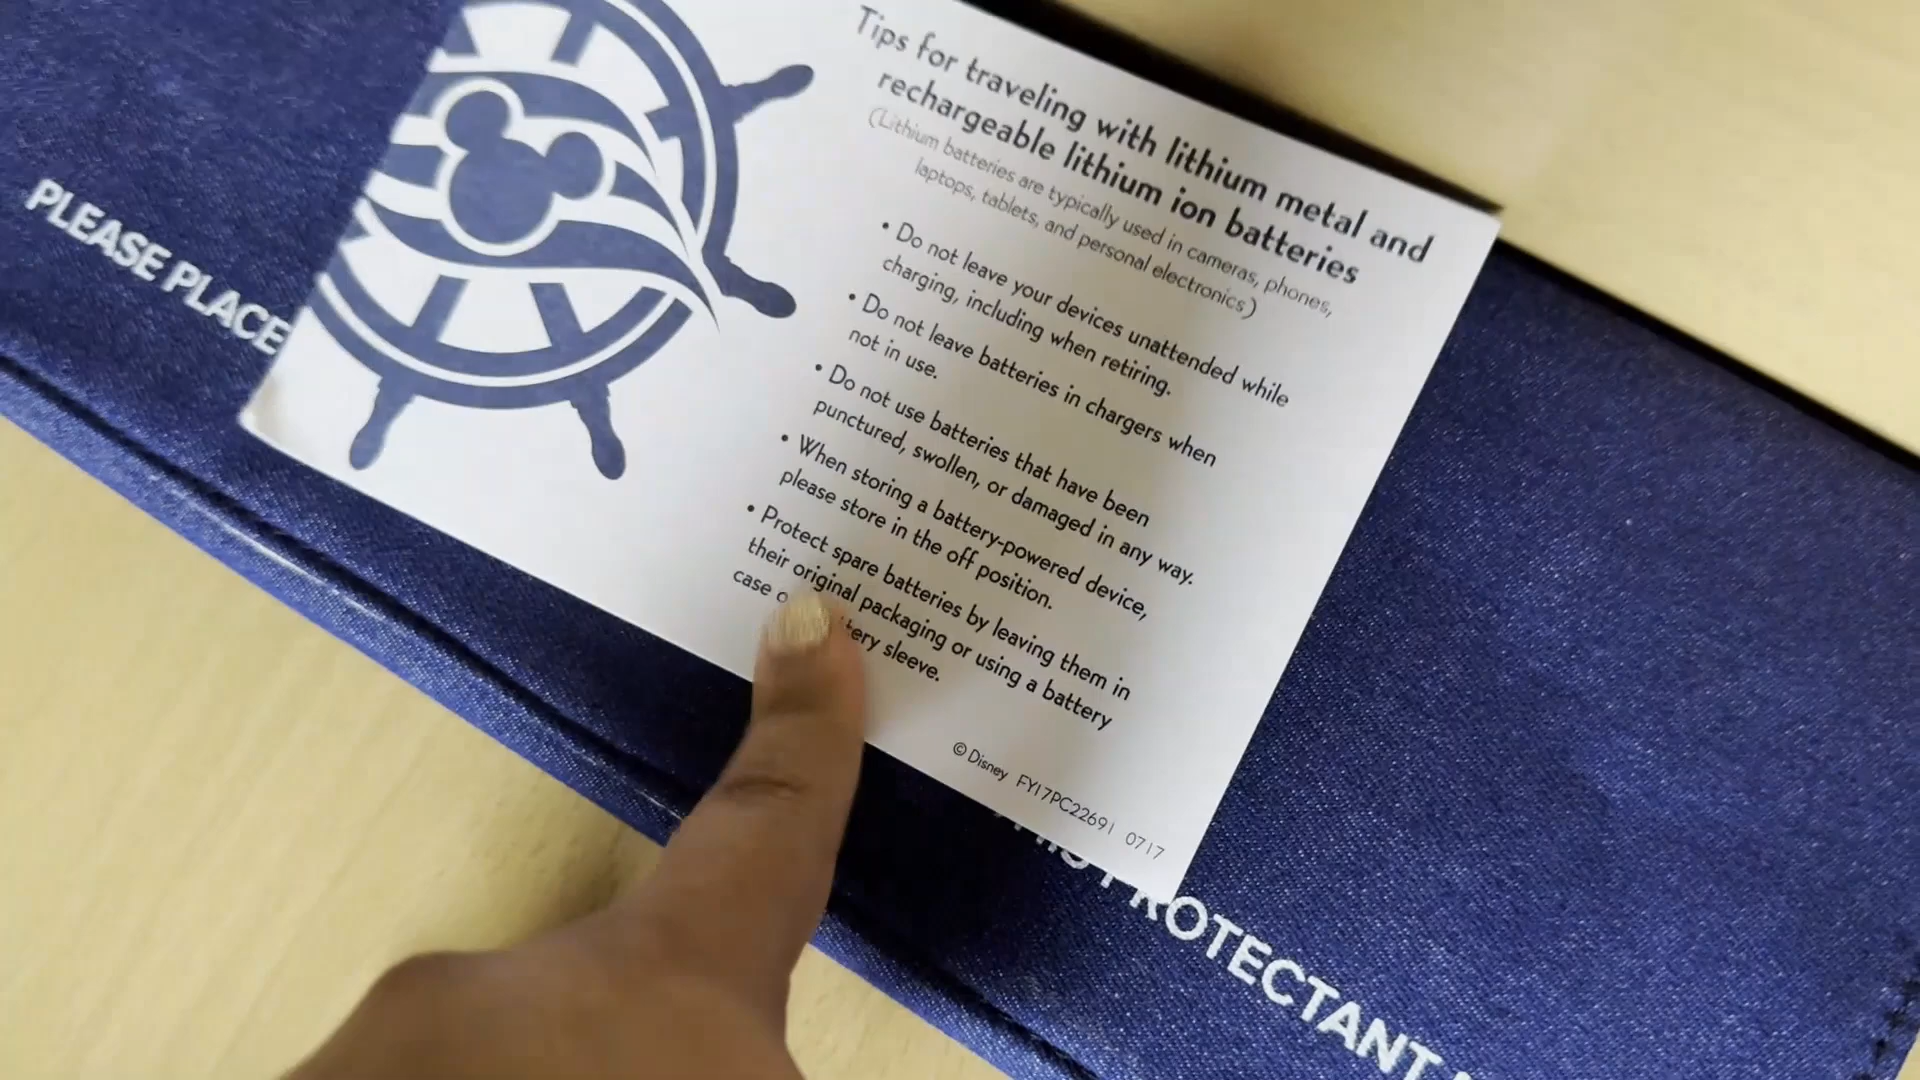 Tips for traveling with lithium metal and
rechargeable lithium ion batteries
(Lithium batteries are typically used in cameras, phones,
laptops, tablets, and personal electronics)
• Do not leave your devices unattended while
charging, including when retiring.
• Do not leave batteries in chargers when
not in use.
• Do not use batteries that have been
punctured, swollen, or damaged in any way.
• When storing a battery-powered device,
please store in the off position.
• Protect spare batteries by leaving them in
their original packaging or using a battery
case sleeve.
© Disney FY17PC22691 0717
PLEASE PLACE PROTECTANT